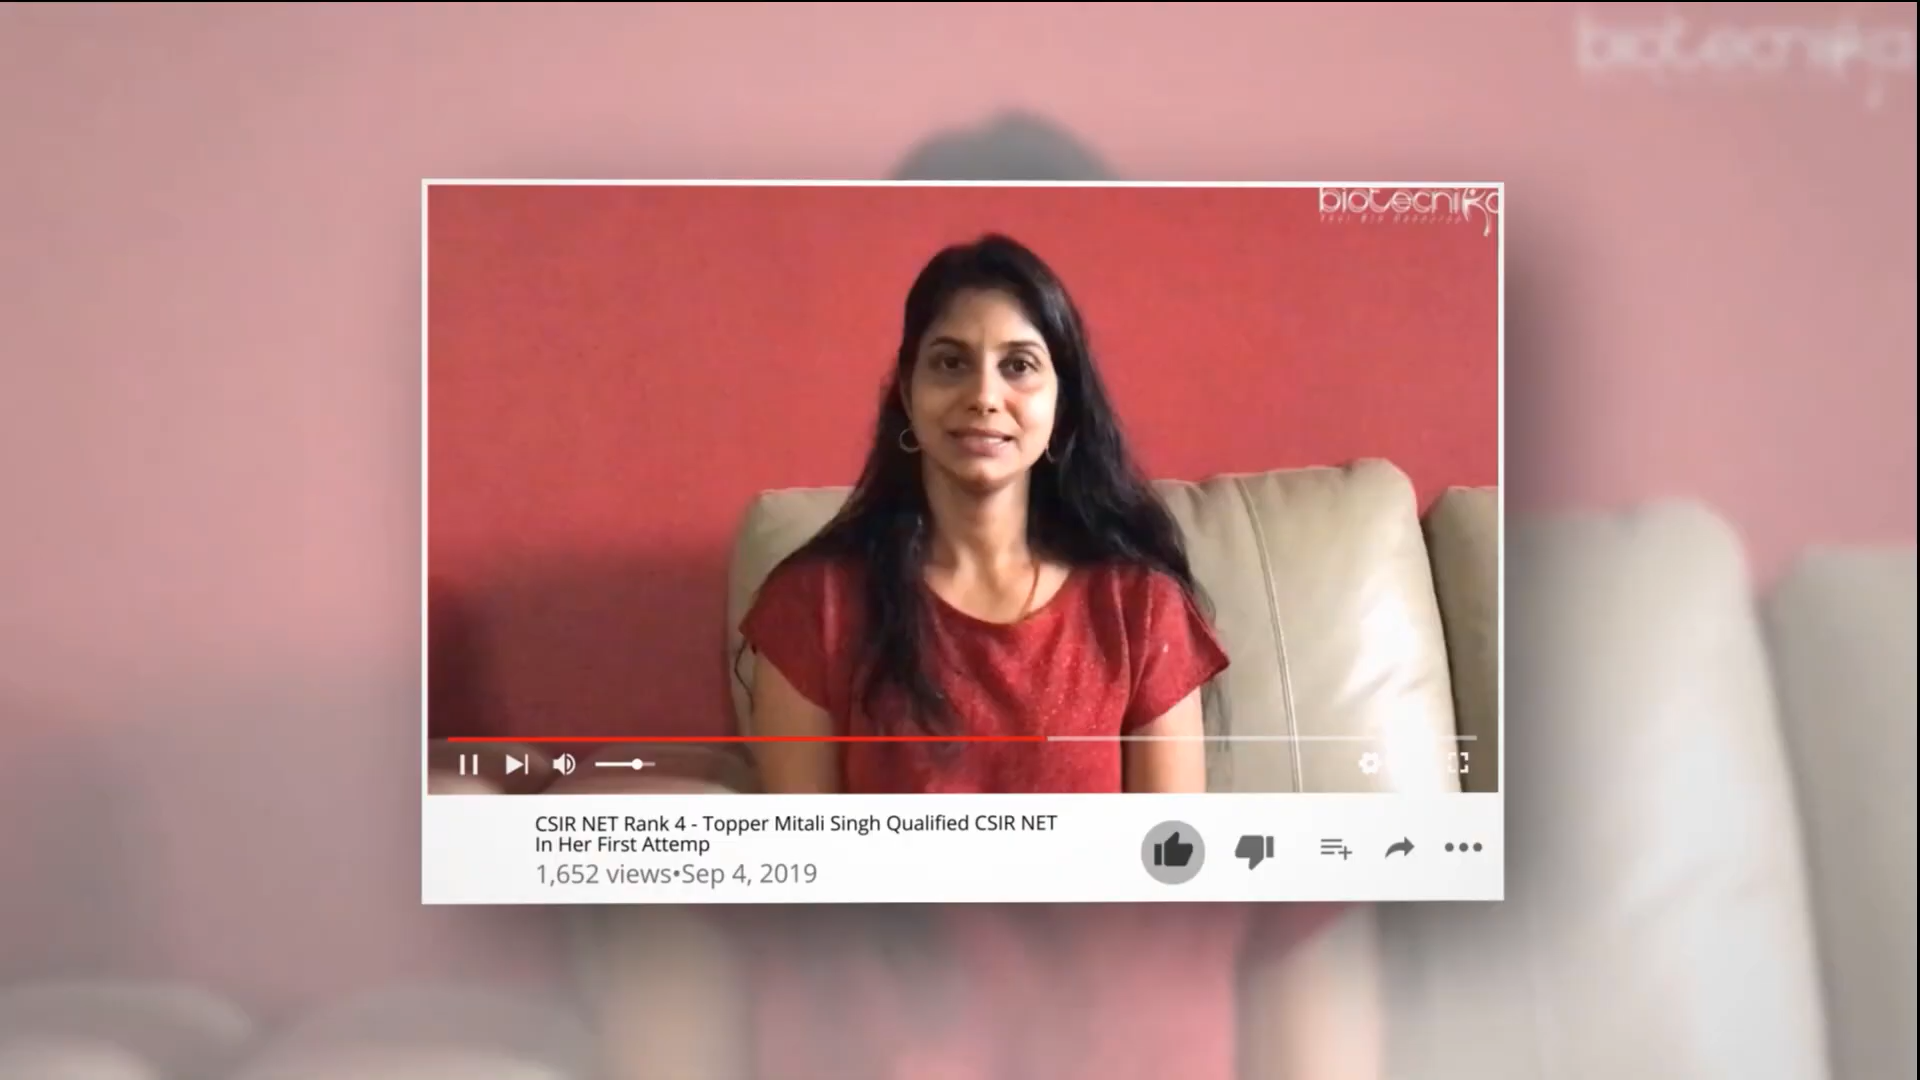 biotecnika
biotecnika
CSIR NET Rank 4 - Topper Mitali Singh Qualified CSIR NET
In Her First Attemp
1,652 views•Sep 4, 2019